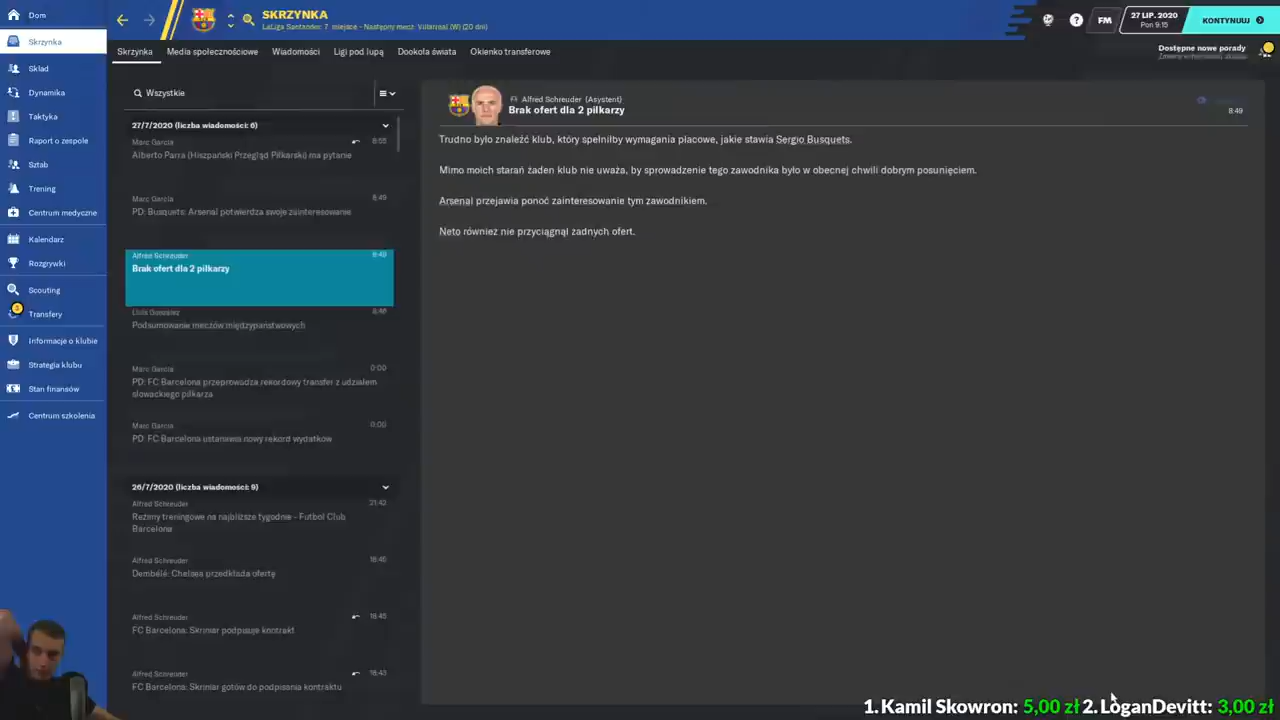 Dom
Skrzynka
Skład
Dynamika
Taktyka
Raport o zespole
Sztab
Trening
Centrum medyczne
Kalendarz
Rozgrywki
Scouting
3
Transfery
Informacje o klubie
Strategia klubu
Stan finansów
Centrum szkolenia
SKRZYNKA
LaLiga Santander: 7. miejsce - Następny mecz: Villarreal (W) (20 dni)
FM
27 LIP. 2020
Pon 9:15
KONTYNUUJ
Skrzynka
Media społecznościowe
Wiadomości
Ligi pod lupą
Dookoła świata
Okienko transferowe
Dostępne nowe porady
Wszystkie
27/7/2020 (liczba wiadomości: 6)
Marc Garcia
Alberto Parra (Hiszpański Przegląd Piłkarski) ma pytanie
Marc Garcia 8:49
PD: Busquets: Arsenal potwierdza swoje zainteresowanie
Alfred Schreuder 8:49
Brak ofert dla 2 piłkarzy
Podsumowanie meczów międzypaństwowych
Marc Garcia 0:00
PD: FC Barcelona przeprowadza rekordowy transfer z udziałem
słowackiego piłkarza
Marc Garcia 0:00
PD: FC Barcelona ustanawia nowy rekord wydatków
26/7/2020 (liczba wiadomości: 9)
Alfred Schreuder
Reżimy treningowe na najbliższe tygodnie - Futbol Club
Barcelona
Alfred Schreuder
Dembélé: Chelsea przedkłada ofertę
Alfred Schreuder
FC Barcelona: Skriniar podpisuje kontrakt
Alfred Schreuder
FC Barcelona: Skriniar gotów do podpisania kontraktu
Alfred Schreuder (Asystent)
Brak ofert dla 2 piłkarzy
8:49
Trudno było znaleźć klub, który spełniłby wymagania płacowe, jakie stawia Sergio Busquets.
Mimo moich starań żaden klub nie uważa, by sprowadzenie tego zawodnika było w obecnej chwili dobrym posunięciem.
Arsenal przejawia ponoć zainteresowanie tym zawodnikiem.
Neto również nie przyciągnął żadnych ofert.
1. Kamil Skowron: 5,00 zł 2. LoganDevitt: 3,00 zł